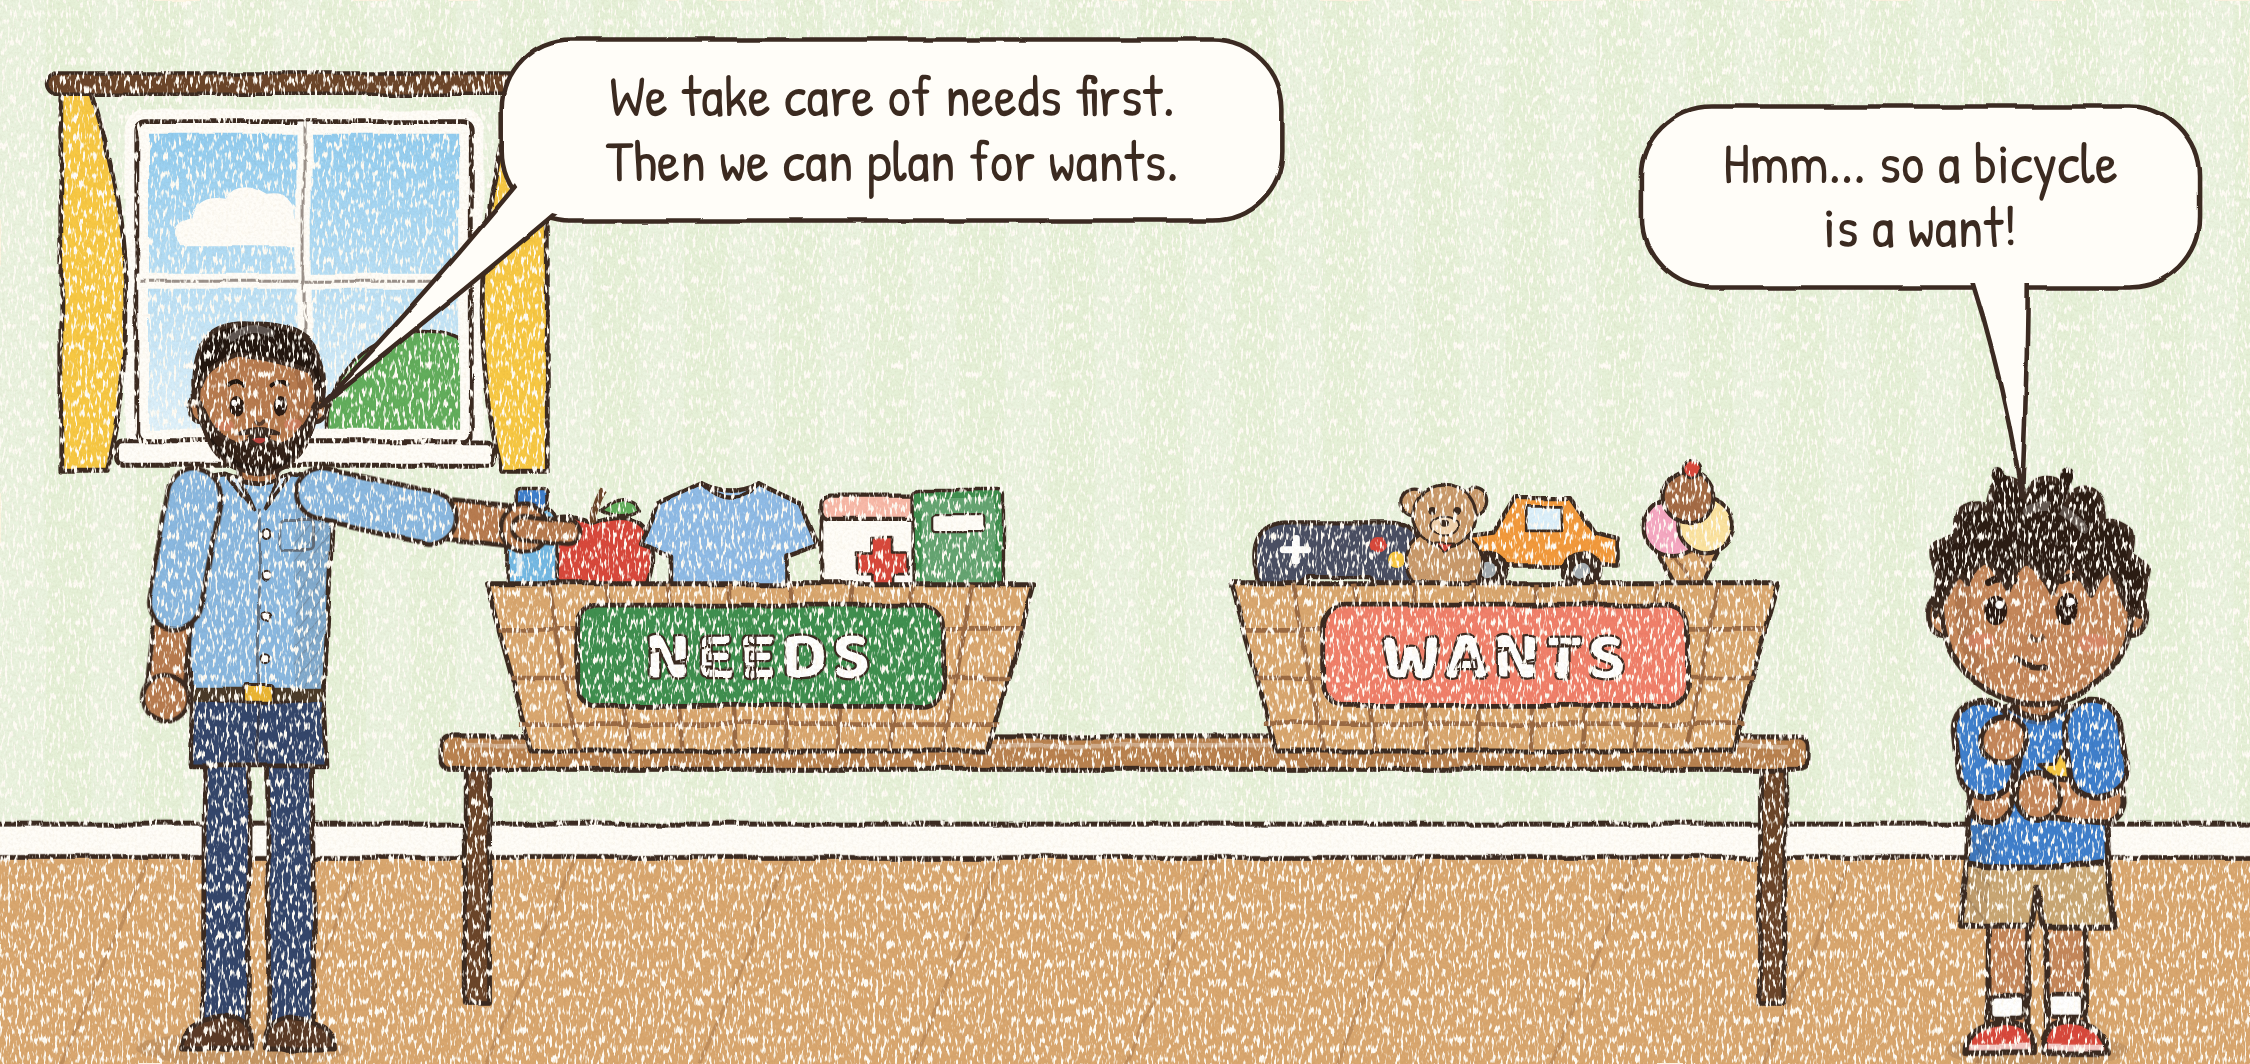 We take care of needs first.
Then we can plan for wants.
Hmm... so a bicycle
is a want!
NEEDS
WANTS